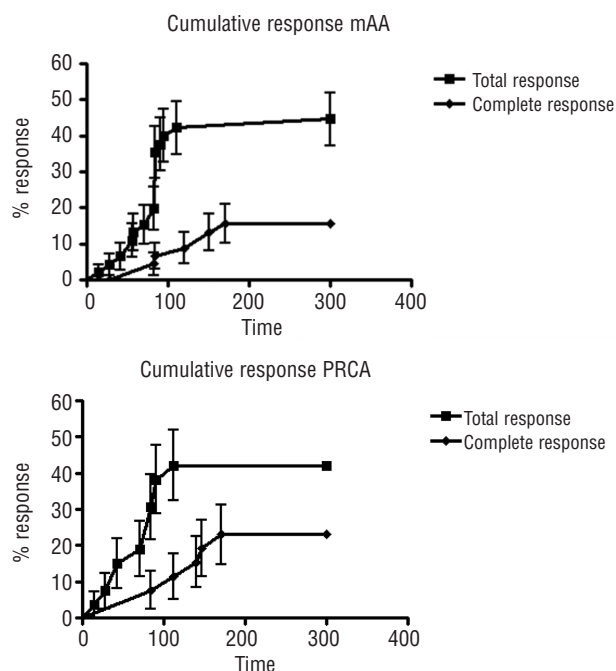 Cumulative response mAA
60
50
40
30
20
10
0
% response
0 100 200 300 400
Time
Total response
Complete response
Cumulative response PRCA
60
50
40
30
20
10
0
% response
0 100 200 300 400
Time
Total response
Complete response